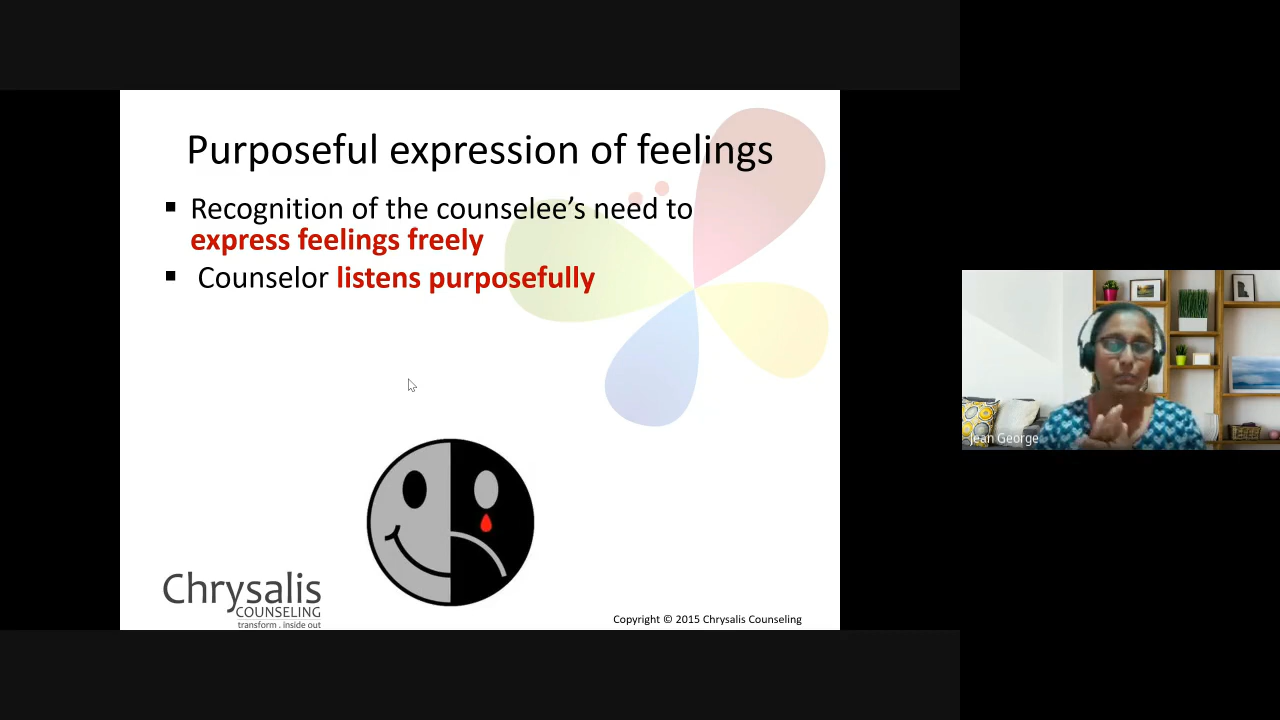 Purposeful expression of feelings
▪ Recognition of the counselee’s need to
express feelings freely
▪ Counselor listens purposefully
Chrysalis
COUNSELING
transform . inside out
Copyright © 2015 Chrysalis Counseling
Jean George